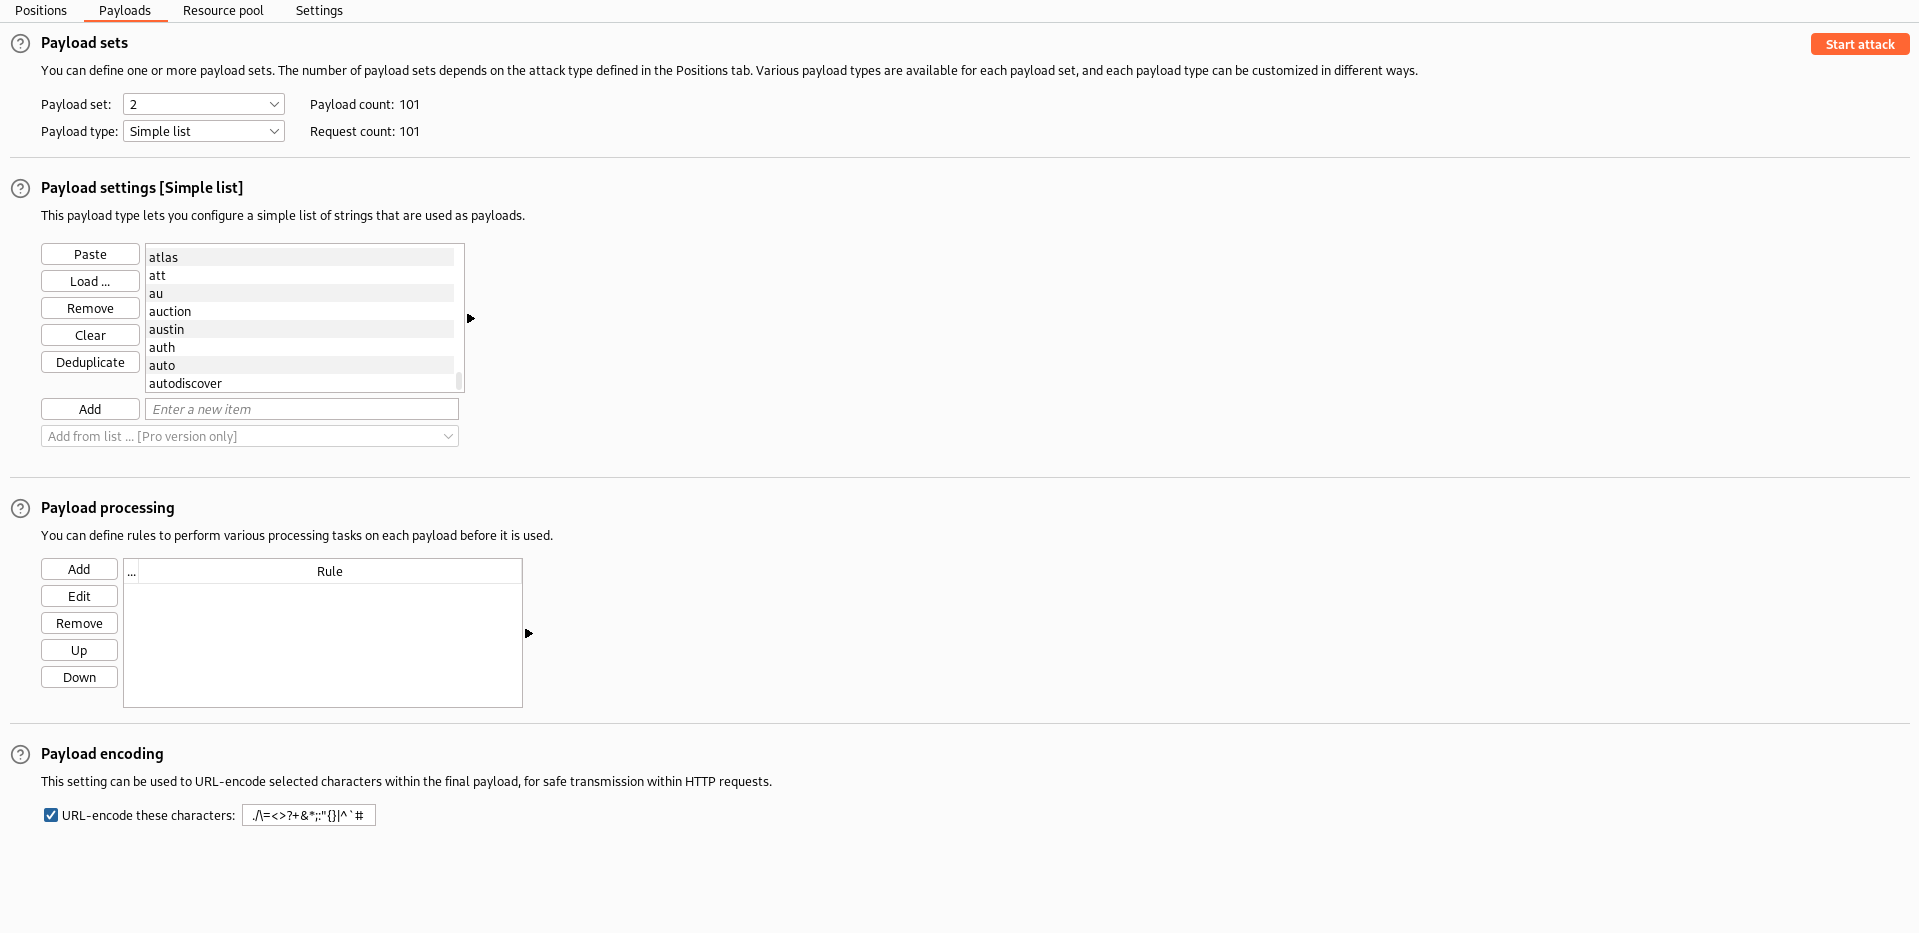 Positions Payloads Resource pool Settings
Payload sets
Start attack
You can define one or more payload sets. The number of payload sets depends on the attack type defined in the Positions tab. Various payload types are available for each payload set, and each payload type can be customized in different ways.
Payload set: 2 Payload count: 101
Payload type: Simple list Request count: 101
Payload settings [Simple list]
This payload type lets you configure a simple list of strings that are used as payloads.
Paste
Load ...
Remove
Clear
Deduplicate
atlas
att
au
auction
austin
auth
auto
autodiscover
Add Enter a new item
Add from list ... [Pro version only]
Payload processing
You can define rules to perform various processing tasks on each payload before it is used.
Add
Edit
Remove
Up
Down
... Rule
Payload encoding
This setting can be used to URL-encode selected characters within the final payload, for safe transmission within HTTP requests.
URL-encode these characters: ./\=<>?+&*;:"{}|^`#